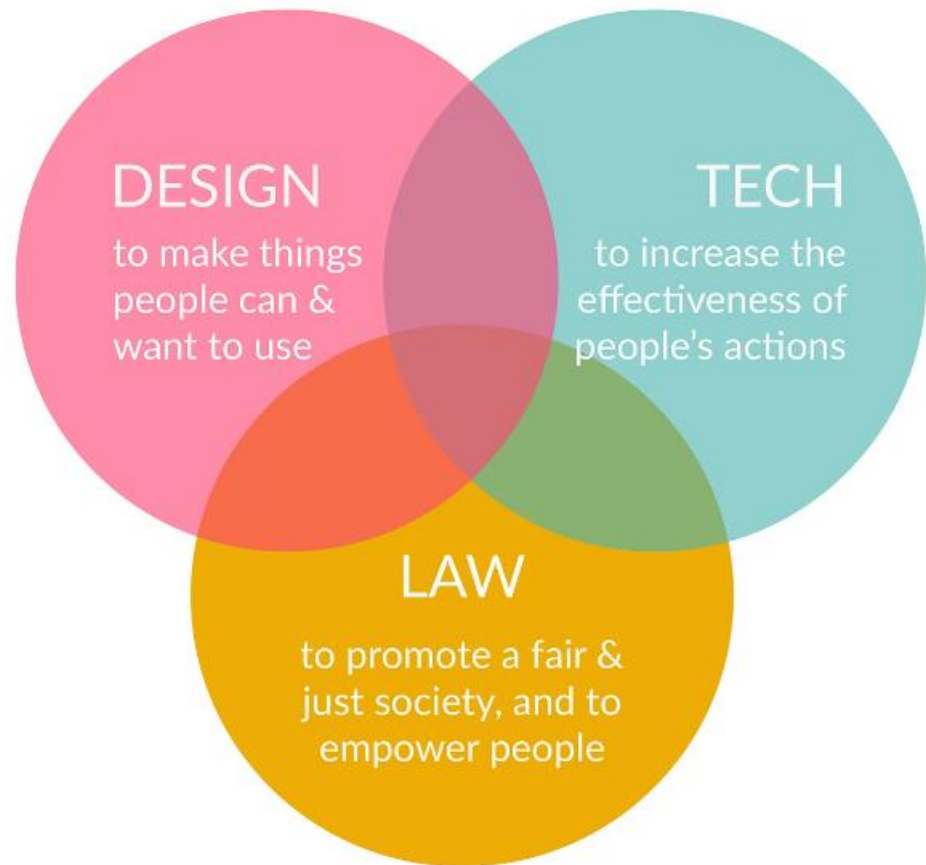 DESIGN
to make things
people can &
want to use
TECH
to increase the
effectiveness of
people's actions
LAW
to promote a fair &
just society, and to
empower people